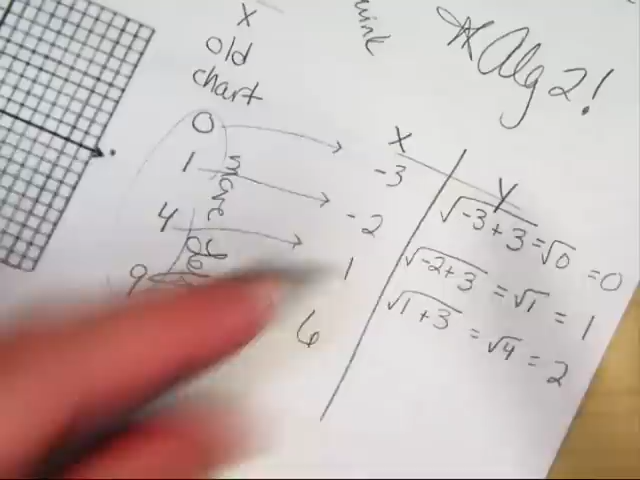 X
old
chart
wink
*Alg 2!
0
1
4
9
X
-3
-2
1
6
y
√-3+3 = √0 = 0
√-2+3 = √1 = 1
√1+3 = √4 = 2